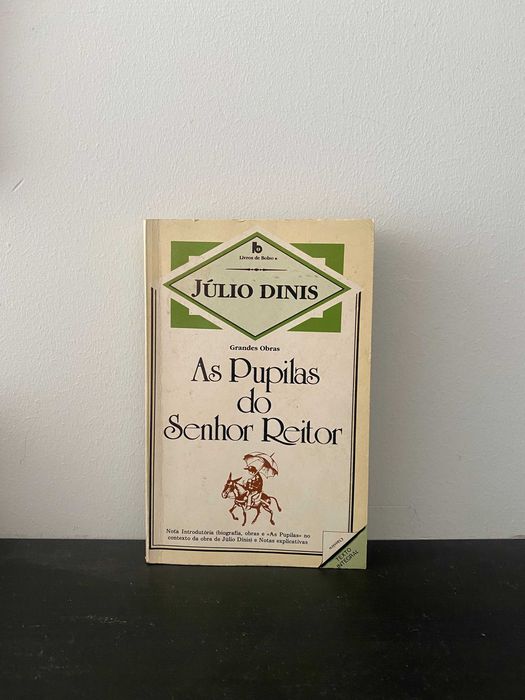 b
Livros de Bolso
JÚLIO DINIS
Grandes Obras
As Pupilas
do
Senhor Reitor
Nota Introdutória (biografia, obras e «As Pupilas» no
contexto da obra de Júlio Dinis) e Notas explicativas
TEXTO
INTEGRAL